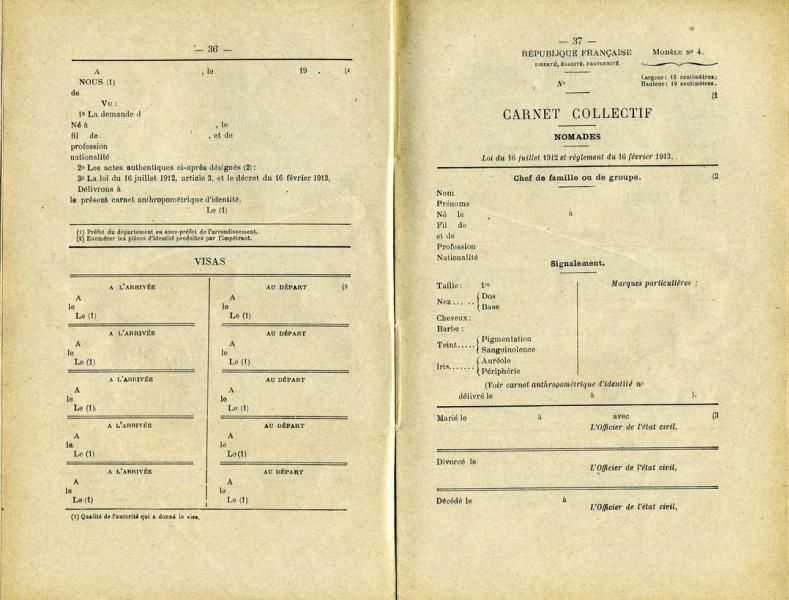 — 36 —
A , le 19 . (4
NOUS (1)
de
Vu :
1º La demande d
Né à , le
fil de , et de
profession
nationalité
2º Les actes authentiques ci-après désignés (2) :
3º La loi du 16 juillet 1912, article 3, et le décret du 16 février 1913,
Délivrons à
le présent carnet anthropométrique d'identité.
Le (1)
(1) Préfet du département ou sous-préfet de l'arrondissement.
(2) Enumérer les pièces d'identité produites par l'impétrant.
VISAS
A L'ARRIVÉE AU DÉPART (5
A A
le le
Le (1) Le (1)
A L'ARRIVÉE AU DÉPART
A A
le le
Le (1) Le (1)
A L'ARRIVÉE AU DÉPART
A A
le le
Le (1) Le (1)
A L'ARRIVÉE AU DÉPART
A A
le le
Le (1) Le (1)
A L'ARRIVÉE AU DÉPART
A A
le le
Le (1) Le (1)
(1) Qualité de l'autorité qui a donné le visa.
— 37 —
RÉPUBLIQUE FRANÇAISE MODÈLE Nº 4.
LIBERTÉ, ÉGALITÉ, FRATERNITÉ
Largeur : 13 centimètres;
Nº Hauteur : 19 centimètres.
(1
CARNET COLLECTIF
NOMADES
Loi du 16 juillet 1912 et règlement du 16 février 1913.
Chef de famille ou de groupe. (2
Nom
Prénoms
Né le à
Fil de
et de
Profession
Nationalité
Signalement.
Taille : 1m Marques particulières :
Nez ... .. Dos
Base
Cheveux :
Barbe :
Teint ..... Pigmentation
Sanguinolence
Iris ....... Auréole
Périphérie
(Voir carnet anthropométrique d'identité nº
délivré le à ).
Marié le à avec (3
L'Officier de l'état civil,
Divorcé le
L'Officier de l'état civil,
Décédé le à
L'Officier de l'état civil,